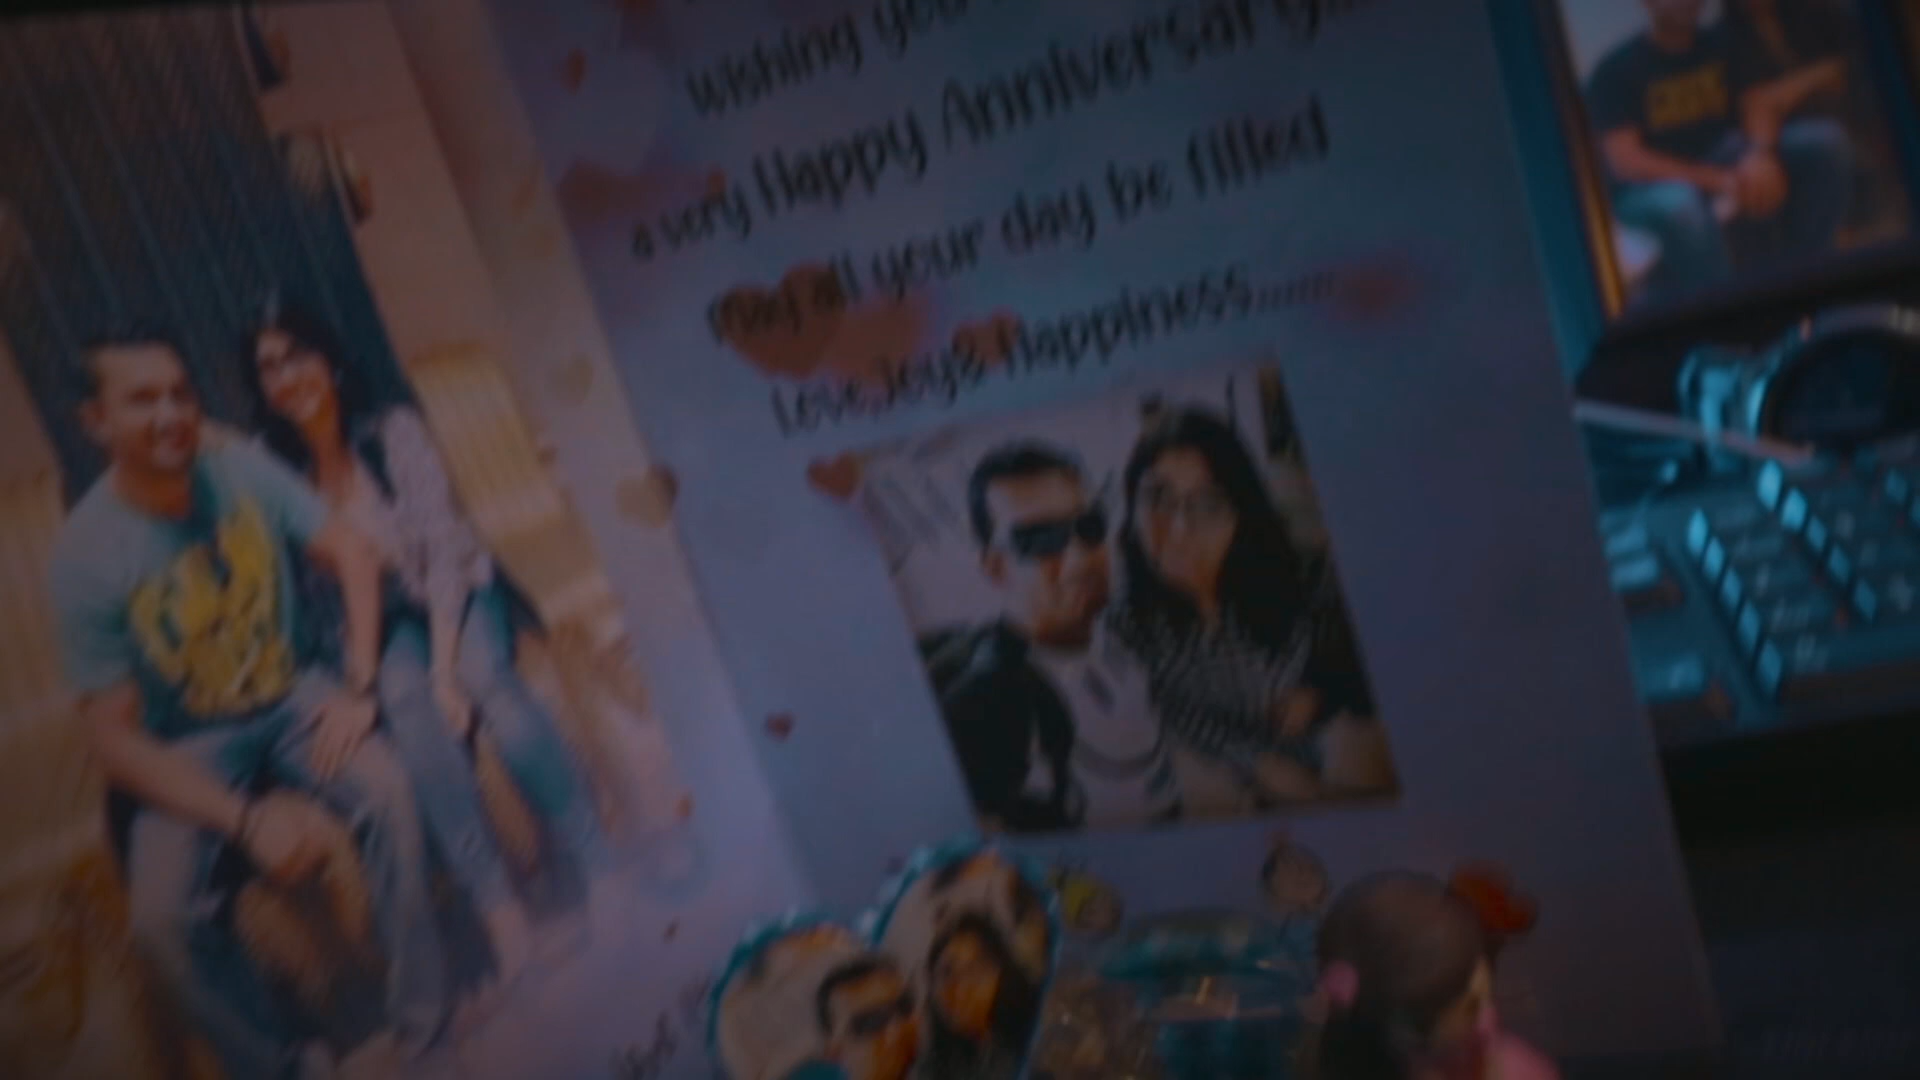 wishing you
a very Happy Anniversary...
May all your day be filled
Love,Joy& Happiness......